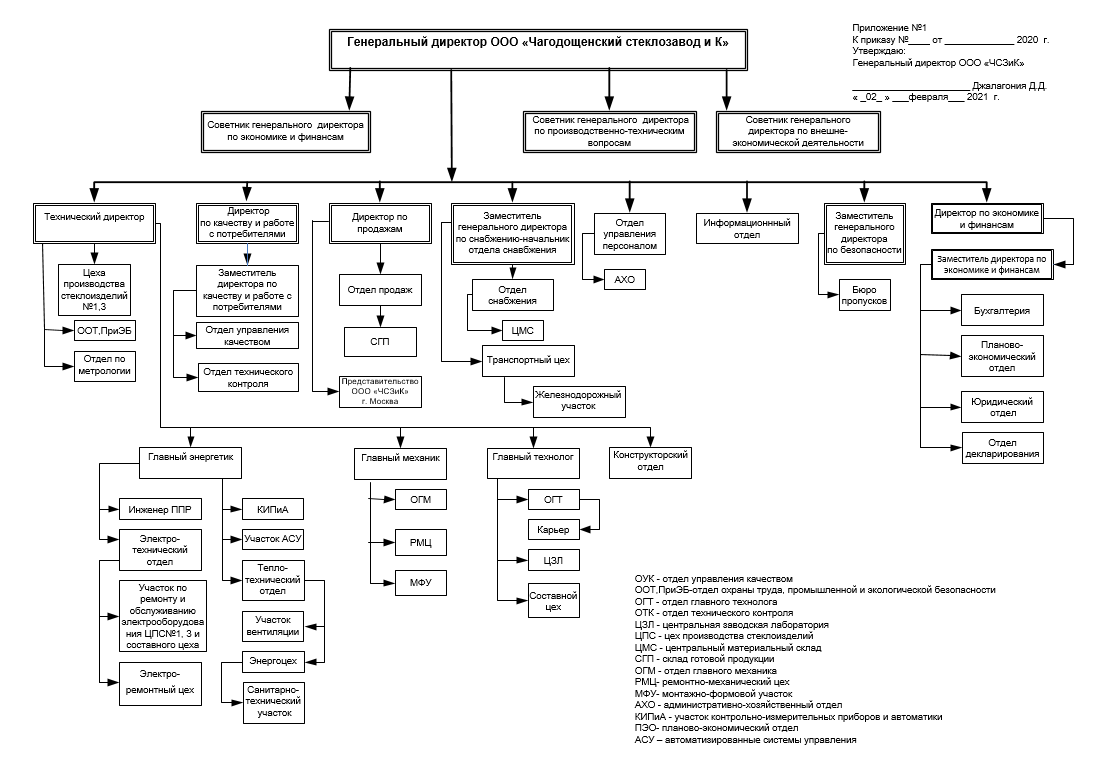 Приложение №1
К приказу №____ от _____________ 2020 г.
Утверждаю:
Генеральный директор ООО «ЧСЗиК»
______________________ Джалагония Д.Д.
« _02_ » ___февраля___ 2021 г.
Генеральный директор ООО «Чагодощенский стеклозавод и К»
Советник генерального директора
по экономике и финансам
Советник генерального директора
по производственно-техническим
вопросам
Советник генерального
директора по внешне-
экономической деятельности
Технический директор
Директор
по качеству и работе
с потребителями
Директор по
продажам
Заместитель
генерального директора
по снабжению-начальник
отдела снабжения
Отдел
управления
персоналом
Информационнный
отдел
Заместитель
генерального
директора
по безопасности
Директор по экономике
и финансам
Цеха
производства
стеклоизделий
№1,3
ООТ,ПриЭБ
Отдел по
метрологии
Заместитель
директора по
качеству и работе с
потребителями
Отдел управления
качеством
Отдел технического
контроля
Отдел продаж
СГП
Представительство
ООО «ЧСЗиК»
г. Москва
Отдел
снабжения
ЦМС
Транспортный цех
Железнодорожный
участок
АХО
Бюро
пропусков
Заместитель директора по
экономике и финансам
Бухгалтерия
Планово-
экономический
отдел
Юридический
отдел
Отдел
декларирования
Главный энергетик
Главный механик
Главный технолог
Конструкторский
отдел
Инженер ППР
Электро-
технический
отдел
Участок по
ремонту и
обслуживанию
электрооборудова
ния ЦПС№1, 3 и
составного цеха
Электро-
ремонтный цех
КИПиА
Участок АСУ
Тепло-
технический
отдел
Участок
вентиляции
Энергоцех
Санитарно-
технический
участок
ОГМ
РМЦ
МФУ
ОГТ
Карьер
ЦЗЛ
Составной
цех
ОУК - отдел управления качеством
ООТ,ПриЭБ-отдел охраны труда, промышленной и экологической безопасности
ОГТ - отдел главного технолога
ОТК - отдел технического контроля
ЦЗЛ - центральная заводская лаборатория
ЦПС - цех производства стеклоизделий
ЦМС - центральный материальный склад
СГП - склад готовой продукции
ОГМ - отдел главного механика
РМЦ- ремонтно-механический цех
МФУ- монтажно-формовой участок
АХО - административно-хозяйственный отдел
КИПиА - участок контрольно-измерительных приборов и автоматики
ПЭО- планово-экономический отдел
АСУ – автоматизированные системы управления